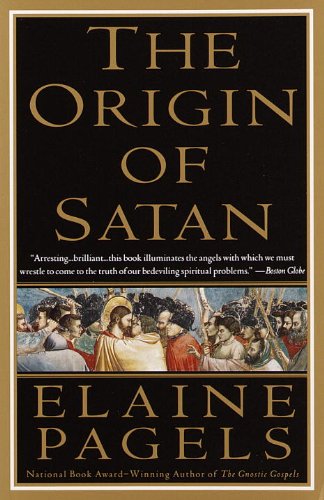 THE
ORIGIN
OF
SATAN
"Arresting...brilliant...this book illuminates the angels with which we must
wrestle to come to the truth of our bedeviling spiritual problems." —Boston Globe
ELAINE
PAGELS
National Book Award–Winning Author of The Gnostic Gospels